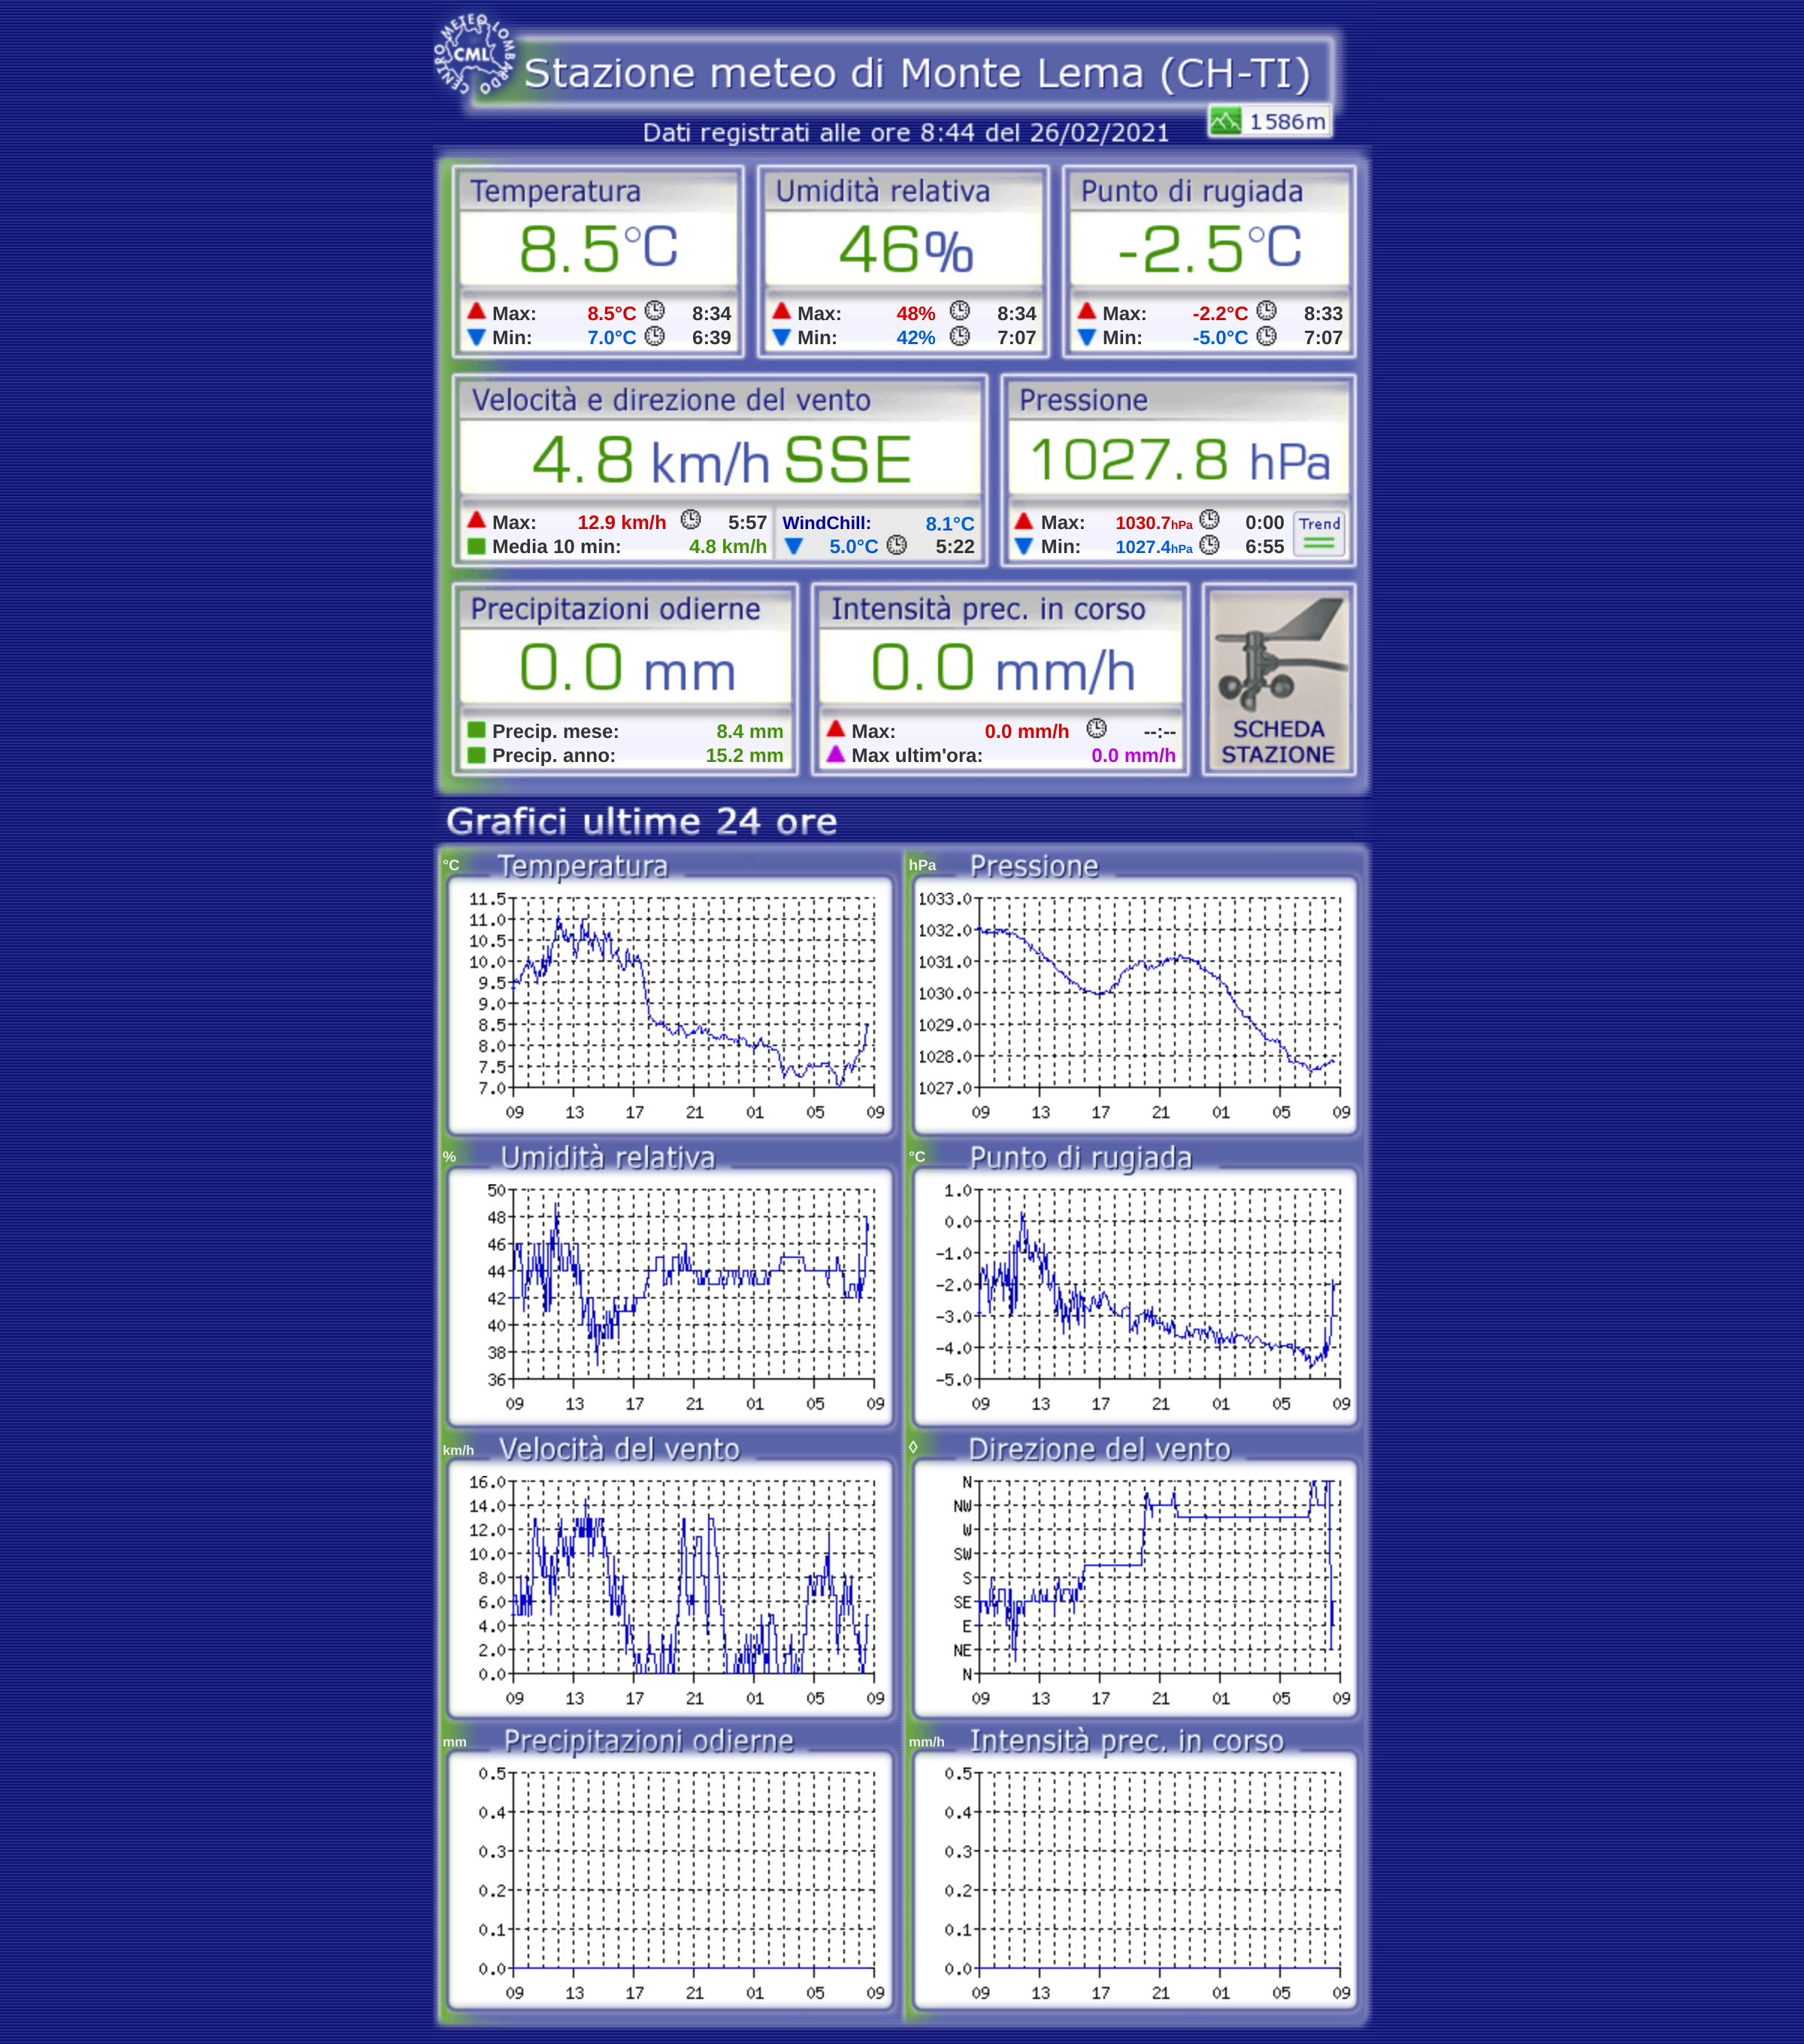 CENTRO METEO LOMBARDO
CML
Stazione meteo di Monte Lema (CH-TI)
1586m
Dati registrati alle ore 8:44 del 26/02/2021
Temperatura
8.5°C
Max: 8.5°C 8:34
Min: 7.0°C 6:39
Umidità relativa
46%
Max: 48% 8:34
Min: 42% 7:07
Punto di rugiada
-2.5°C
Max: -2.2°C 8:33
Min: -5.0°C 7:07
Velocità e direzione del vento
4.8 km/h SSE
Max: 12.9 km/h 5:57
Media 10 min: 4.8 km/h
WindChill: 8.1°C
5.0°C 5:22
Pressione
1027.8 hPa
Max: 1030.7hPa 0:00
Min: 1027.4hPa 6:55
Trend
Precipitazioni odierne
0.0 mm
Precip. mese: 8.4 mm
Precip. anno: 15.2 mm
Intensità prec. in corso
0.0 mm/h
Max: 0.0 mm/h --:--
Max ultim'ora: 0.0 mm/h
SCHEDA
STAZIONE
Grafici ultime 24 ore
°C Temperatura
11.5
11.0
10.5
10.0
9.5
9.0
8.5
8.0
7.5
7.0
09 13 17 21 01 05 09
hPa Pressione
1033.0
1032.0
1031.0
1030.0
1029.0
1028.0
1027.0
09 13 17 21 01 05 09
% Umidità relativa
50
48
46
44
42
40
38
36
09 13 17 21 01 05 09
°C Punto di rugiada
1.0
0.0
-1.0
-2.0
-3.0
-4.0
-5.0
09 13 17 21 01 05 09
km/h Velocità del vento
16.0
14.0
12.0
10.0
8.0
6.0
4.0
2.0
0.0
09 13 17 21 01 05 09
◊ Direzione del vento
N
NW
W
SW
S
SE
E
NE
N
09 13 17 21 01 05 09
mm Precipitazioni odierne
0.5
0.4
0.3
0.2
0.1
0.0
09 13 17 21 01 05 09
mm/h Intensità prec. in corso
0.5
0.4
0.3
0.2
0.1
0.0
09 13 17 21 01 05 09